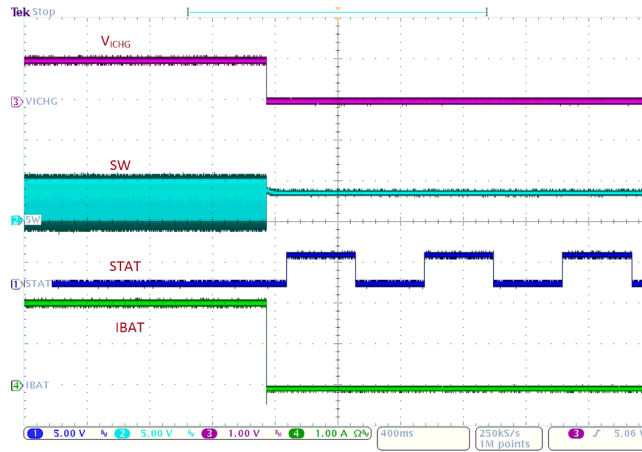 Tek Stop
VICHG
3 VICHG
SW
2 SW
STAT
1 STAT
IBAT
4 IBAT
1 5.00 V 2 5.00 V 3 1.00 V 4 1.00 A Ω 400ms 250kS/s 3 5.06 V
1M points